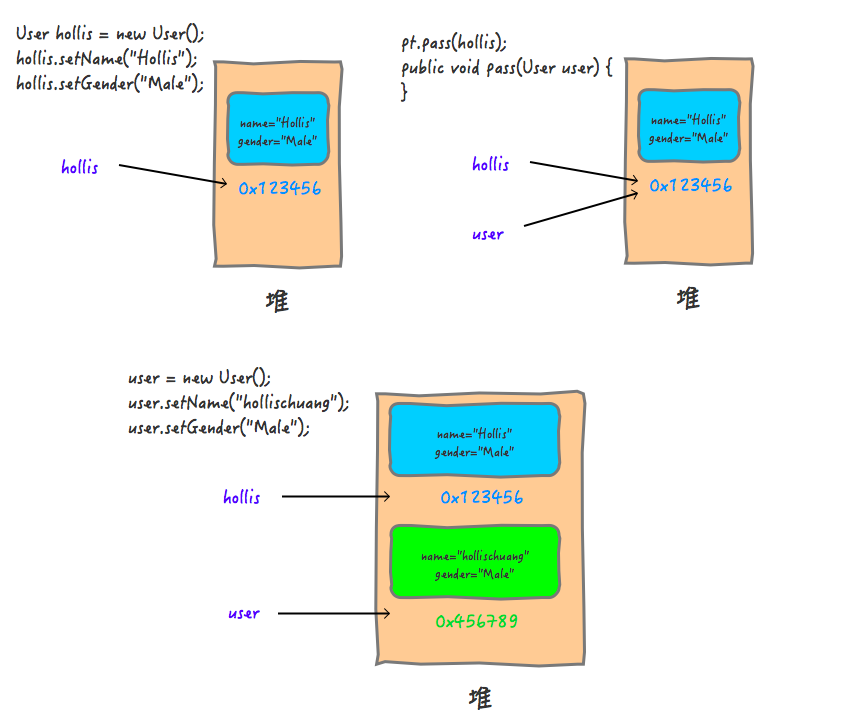 User hollis = new User();
hollis.setName("Hollis");
hollis.setGender("Male");
name="Hollis"
gender="Male"
hollis
0x123456
堆
pt.pass(hollis);
public void pass(User user) {
}
name="Hollis"
gender="Male"
hollis
0x123456
user
堆
user = new User();
user.setName("hollischuang");
user.setGender("Male");
name="Hollis"
gender="Male"
hollis
0x123456
name="hollischuang"
gender="Male"
user
0x456789
堆